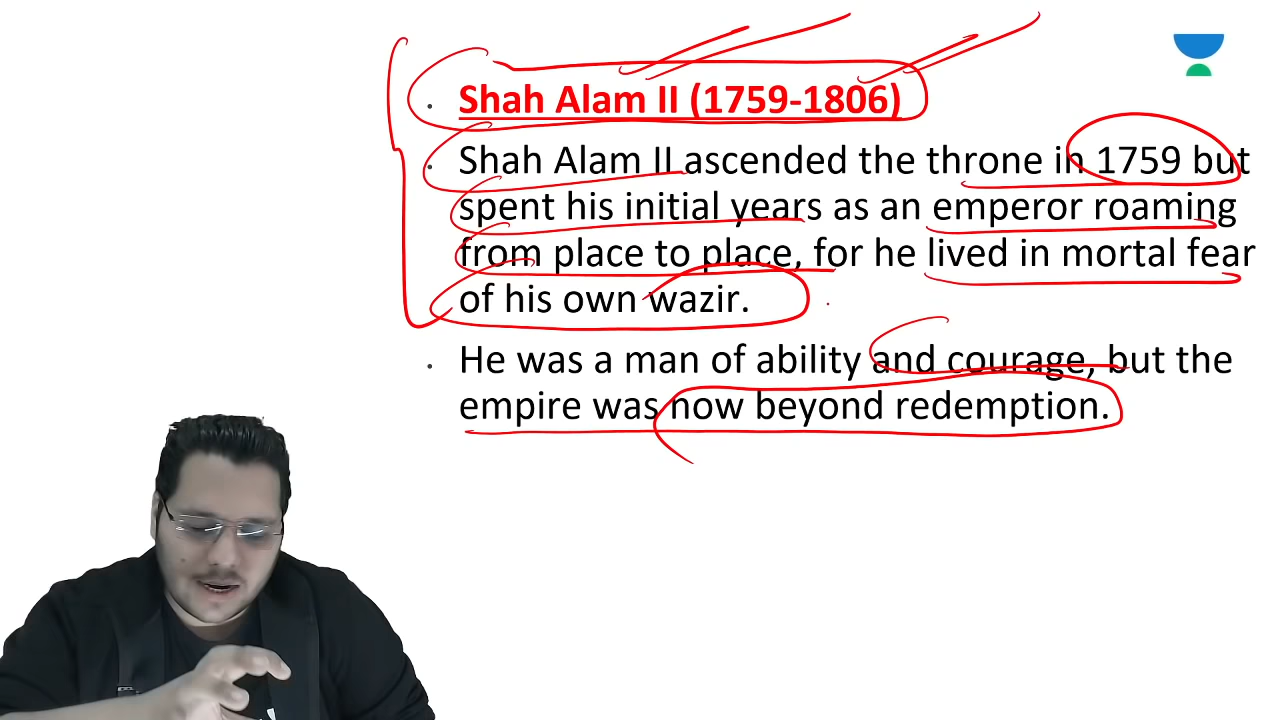 Shah Alam II (1759-1806)
Shah Alam II ascended the throne in 1759 but
spent his initial years as an emperor roaming
from place to place, for he lived in mortal fear
of his own wazir.
He was a man of ability and courage, but the
empire was now beyond redemption.